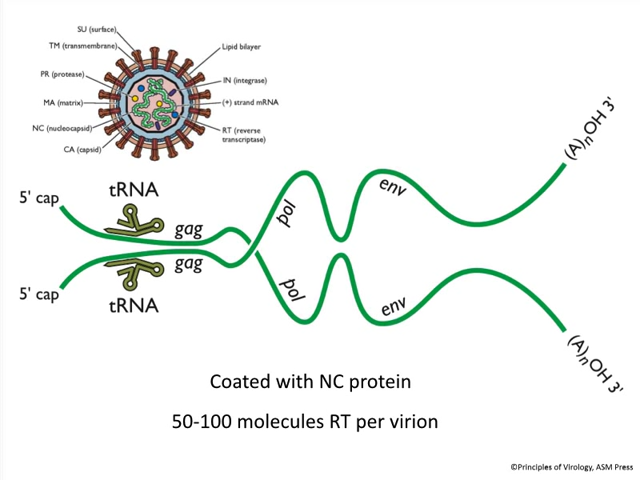 SU (surface)
TM (transmembrane)
PR (protease)
MA (matrix)
NC (nucleocapsid)
CA (capsid)
Lipid bilayer
IN (integrase)
(+) strand mRNA
RT (reverse
transcriptase)
5' cap
tRNA
gag
pol
env
(A)nOH 3'
5' cap
tRNA
gag
pol
env
(A)nOH 3'
Coated with NC protein
50-100 molecules RT per virion
©Principles of Virology, ASM Press